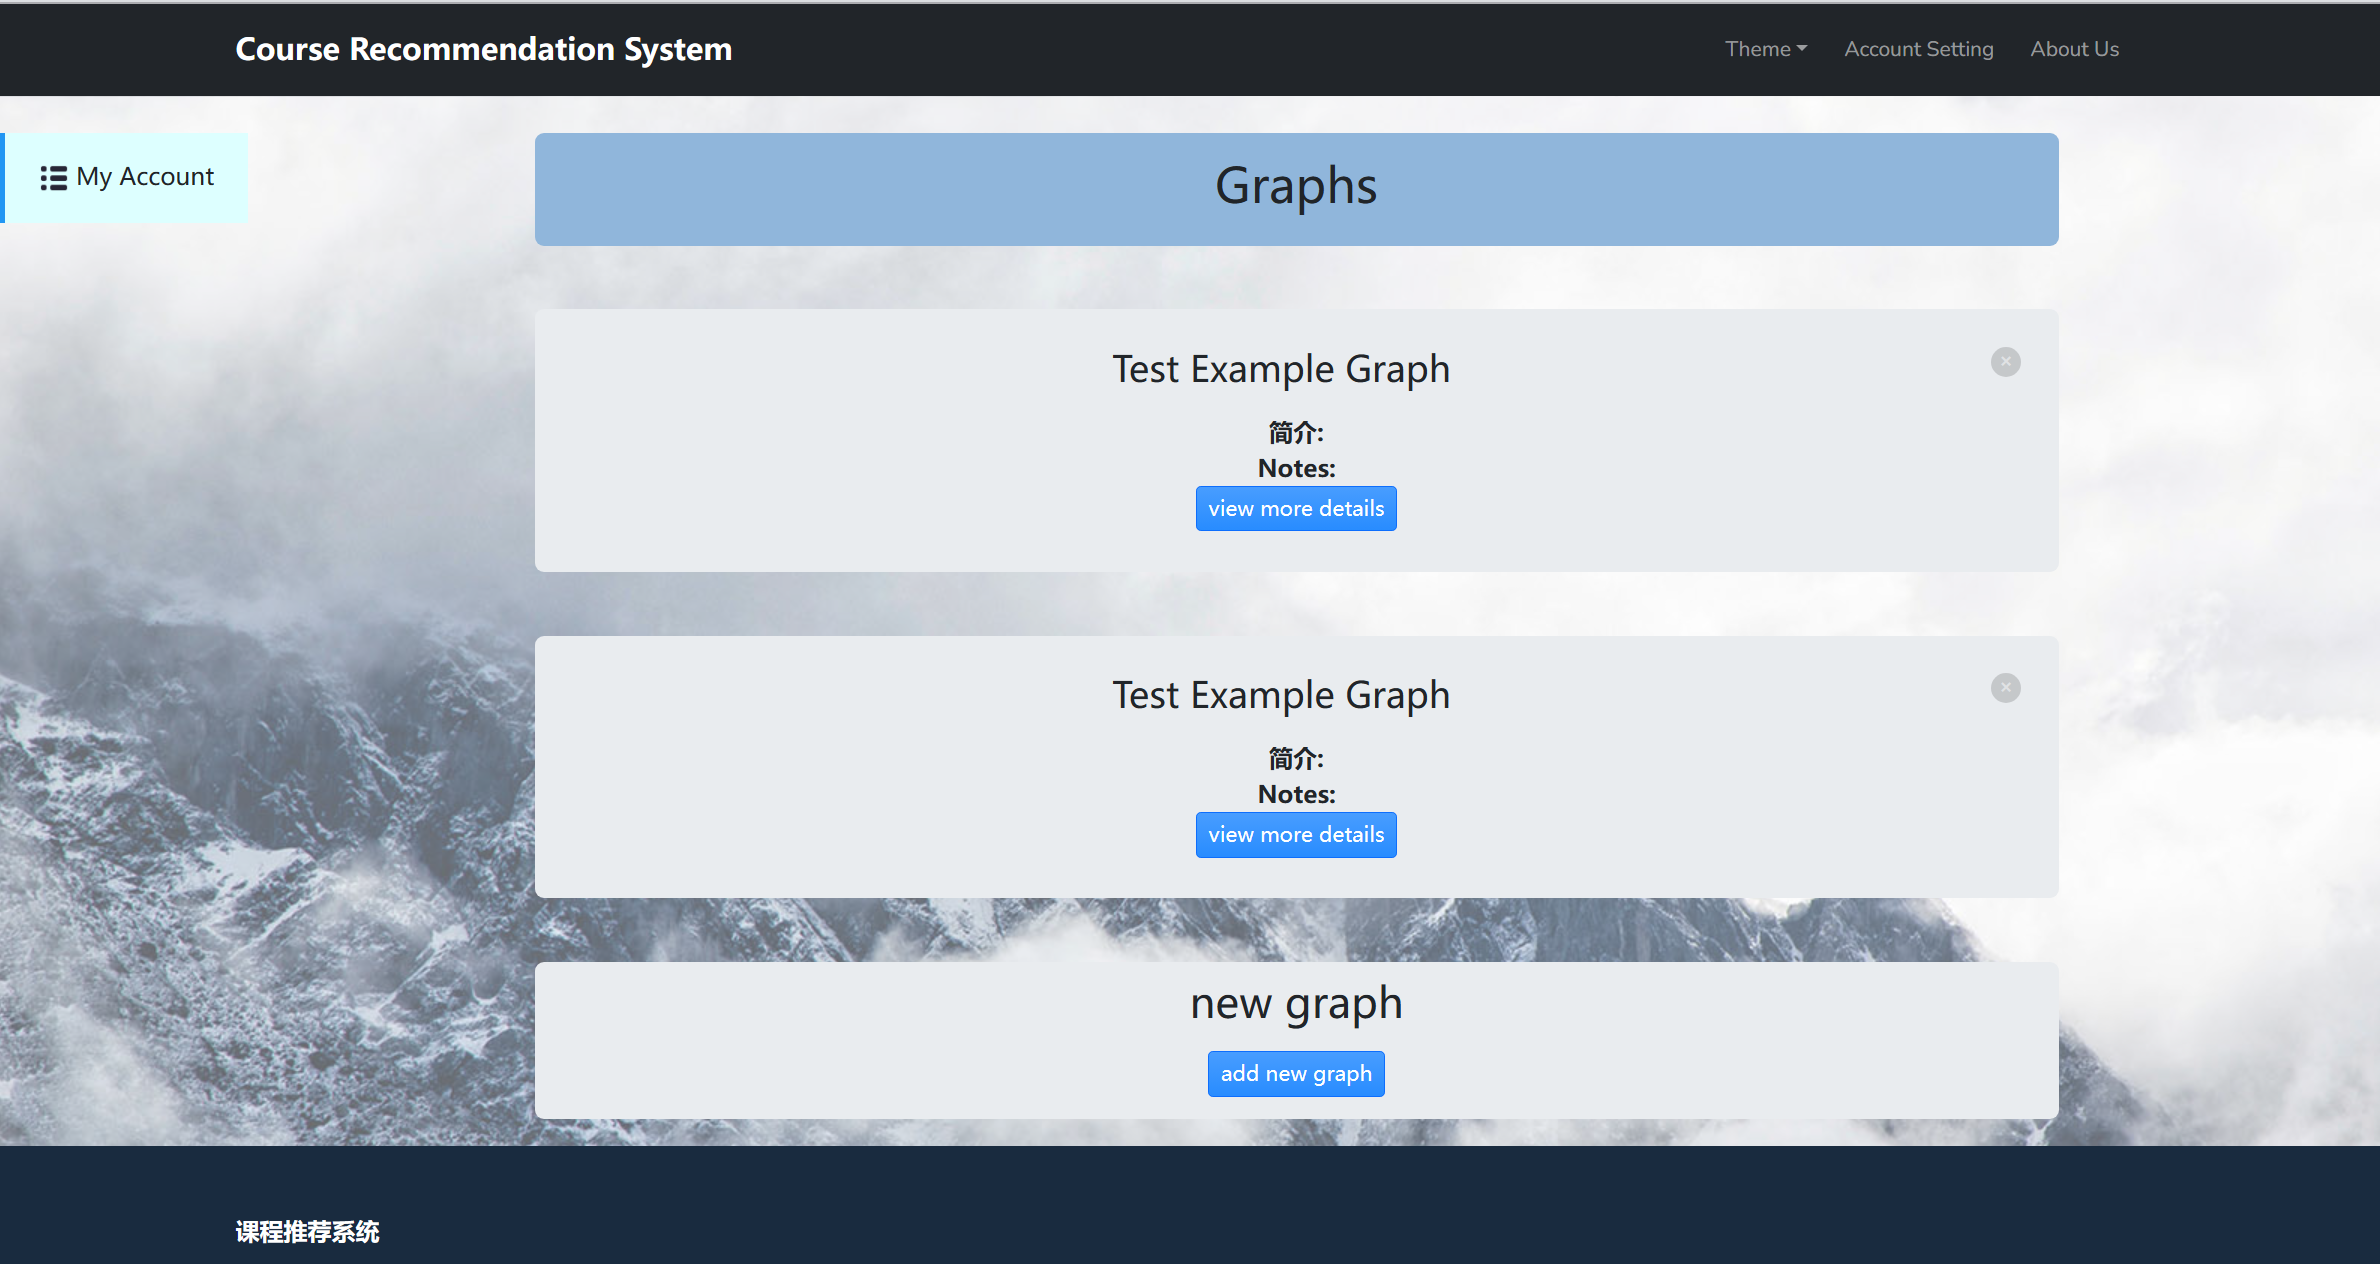 Course Recommendation System
Theme
Account Setting
About Us
My Account
Graphs
Test Example Graph
简介:
Notes:
view more details
Test Example Graph
简介:
Notes:
view more details
new graph
add new graph
课程推荐系统